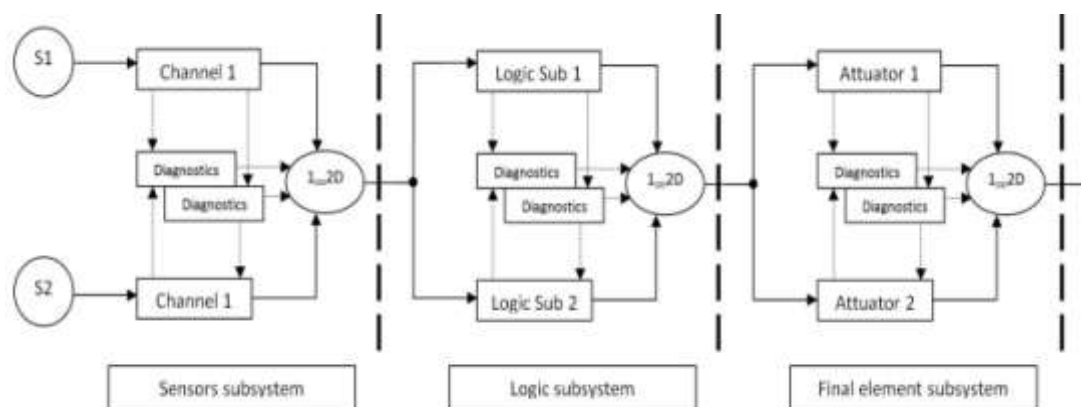 S1
Channel 1
Diagnostics
Diagnostics
1oo2D
S2
Channel 1
Sensors subsystem
Logic Sub 1
Diagnostics
Diagnostics
1oo2D
Logic Sub 2
Logic subsystem
Attuator 1
Diagnostics
Diagnostics
1oo2D
Attuator 2
Final element subsystem